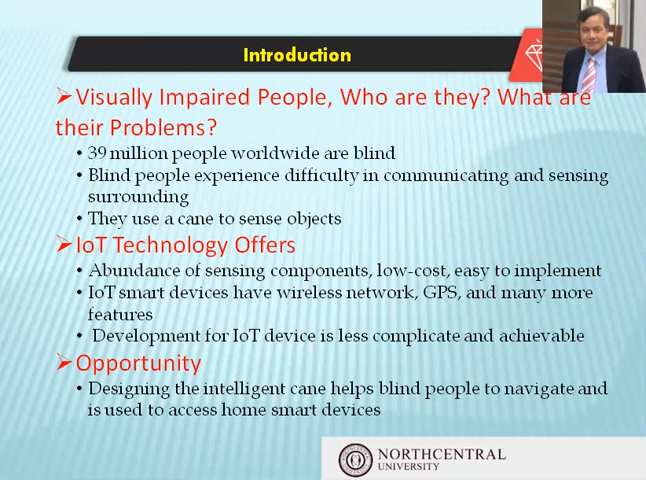 Introduction
➢Visually Impaired People, Who are they? What are
their Problems?
• 39 million people worldwide are blind
• Blind people experience difficulty in communicating and sensing
surrounding
• They use a cane to sense objects
➢IoT Technology Offers
• Abundance of sensing components, low-cost, easy to implement
• IoT smart devices have wireless network, GPS, and many more
features
• Development for IoT device is less complicate and achievable
➢Opportunity
• Designing the intelligent cane helps blind people to navigate and
is used to access home smart devices
NORTHCENTRAL
UNIVERSITY